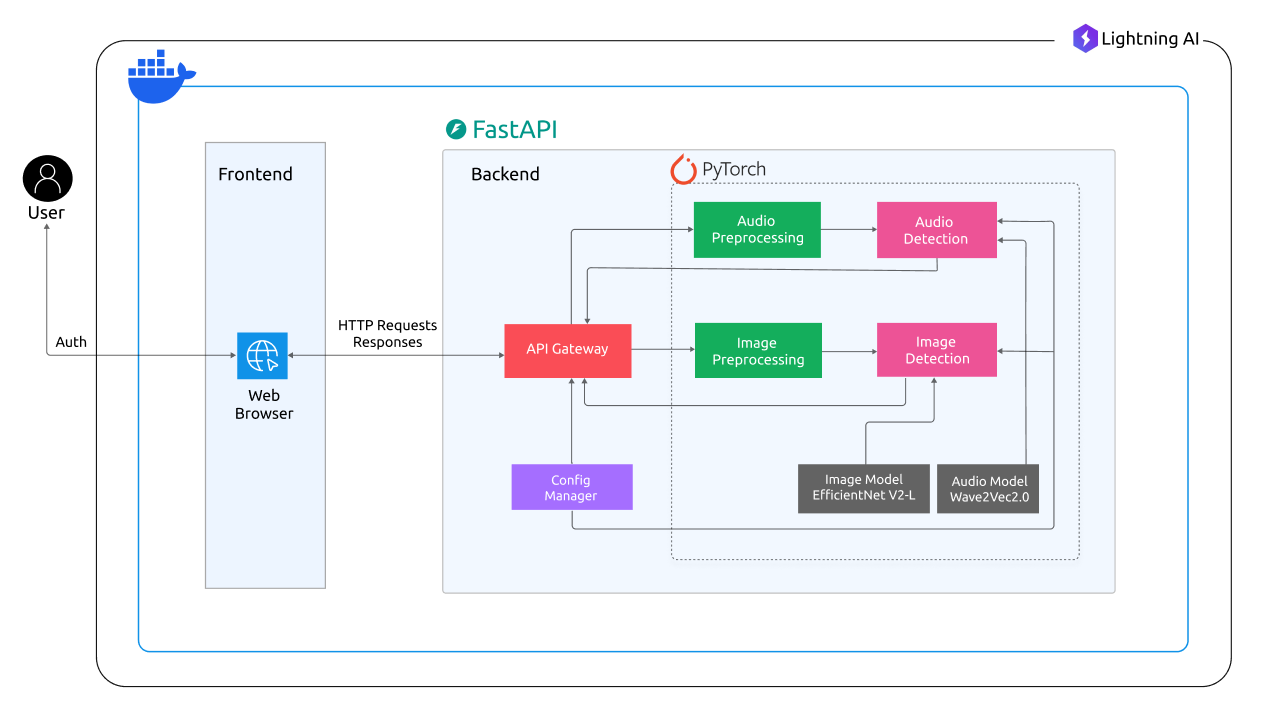 Lightning AI
FastAPI
Frontend
Backend
PyTorch
User
Audio
Preprocessing
Audio
Detection
Auth
HTTP Requests
Responses
API Gateway
Image
Preprocessing
Image
Detection
Web
Browser
Config
Manager
Image Model
EfficientNet V2-L
Audio Model
Wave2Vec2.0